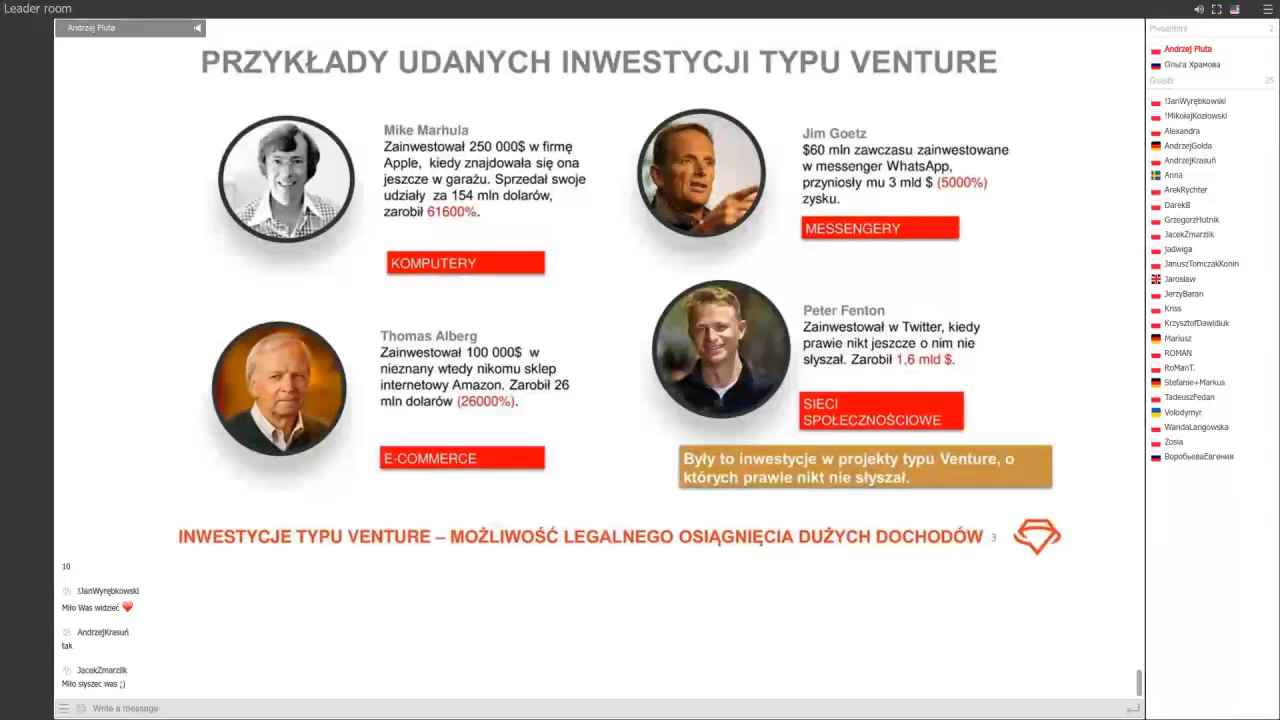 Leader room
Andrzej Pluta
PRZYKŁADY UDANYCH INWESTYCJI TYPU VENTURE
Mike Marhula
Zainwestował 250 000$ w firmę
Apple, kiedy znajdowała się ona
jeszcze w garażu. Sprzedał swoje
udziały za 154 mln dolarów,
zarobił 61600%.
KOMPUTERY
Jim Goetz
$60 mln zawczasu zainwestowane
w messenger WhatsApp,
przyniosły mu 3 mld $ (5000%)
zysku.
MESSENGERY
Thomas Alberg
Zainwestował 100 000$ w
nieznany wtedy nikomu sklep
internetowy Amazon. Zarobił 26
mln dolarów (26000%).
E-COMMERCE
Peter Fenton
Zainwestował w Twitter, kiedy
prawie nikt jeszcze o nim nie
słyszał. Zarobił 1,6 mld $.
SIECI
SPOŁECZNOŚCIOWE
Były to inwestycje w projekty typu Venture, o
których prawie nikt nie słyszał.
INWESTYCJE TYPU VENTURE – MOŻLIWOŚĆ LEGALNEGO OSIĄGNIĘCIA DUŻYCH DOCHODÓW 3
10
!JanWyrębkowski
Miło Was widzieć ❤
AndrzejKrasuń
tak
JacekZmarzlik
Miło slyszec was ;)
Write a message
Presenters 2
Andrzej Pluta
Ольга Храмова
Guests 25
!JanWyrębkowski
!MikołajKozłowski
Alexandra
AndrzejGołda
AndrzejKrasuń
Anna
ArekRychter
DarekB
GrzegorzHutnik
JacekZmarzlik
jadwiga
JanuszTomczakKonin
Jarosław
JerzyBaran
Kriss
KrzysztofDawidiuk
Mariusz
ROMAN
RoManT.
Stefanie+Markus
TadeuszFedan
Volodymyr
WandaLangowska
Zosia
ВоробьеваЕвгения